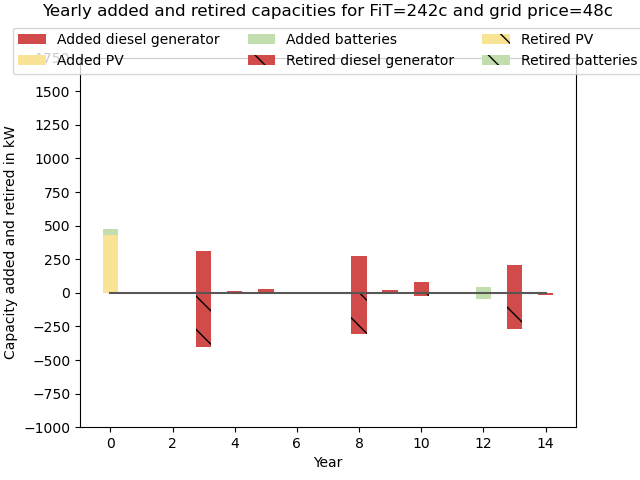 Yearly added and retired capacities for FiT=242c and grid price=48c
Added diesel generator
Added PV
Added batteries
Retired diesel generator
Retired PV
Retired batteries
1750
1500
1250
1000
750
500
250
0
−250
−500
−750
−1000
Capacity added and retired in kW
0 2 4 6 8 10 12 14
Year